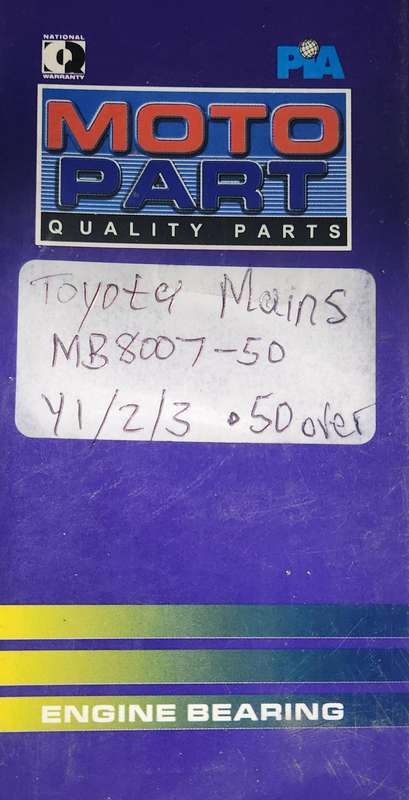 NATIONAL
Q
WARRANTY
PIA
MOTO
PART
QUALITY PARTS
Toyota Mains
MB8007-50
Y1/2/3 .50 over
ENGINE BEARING